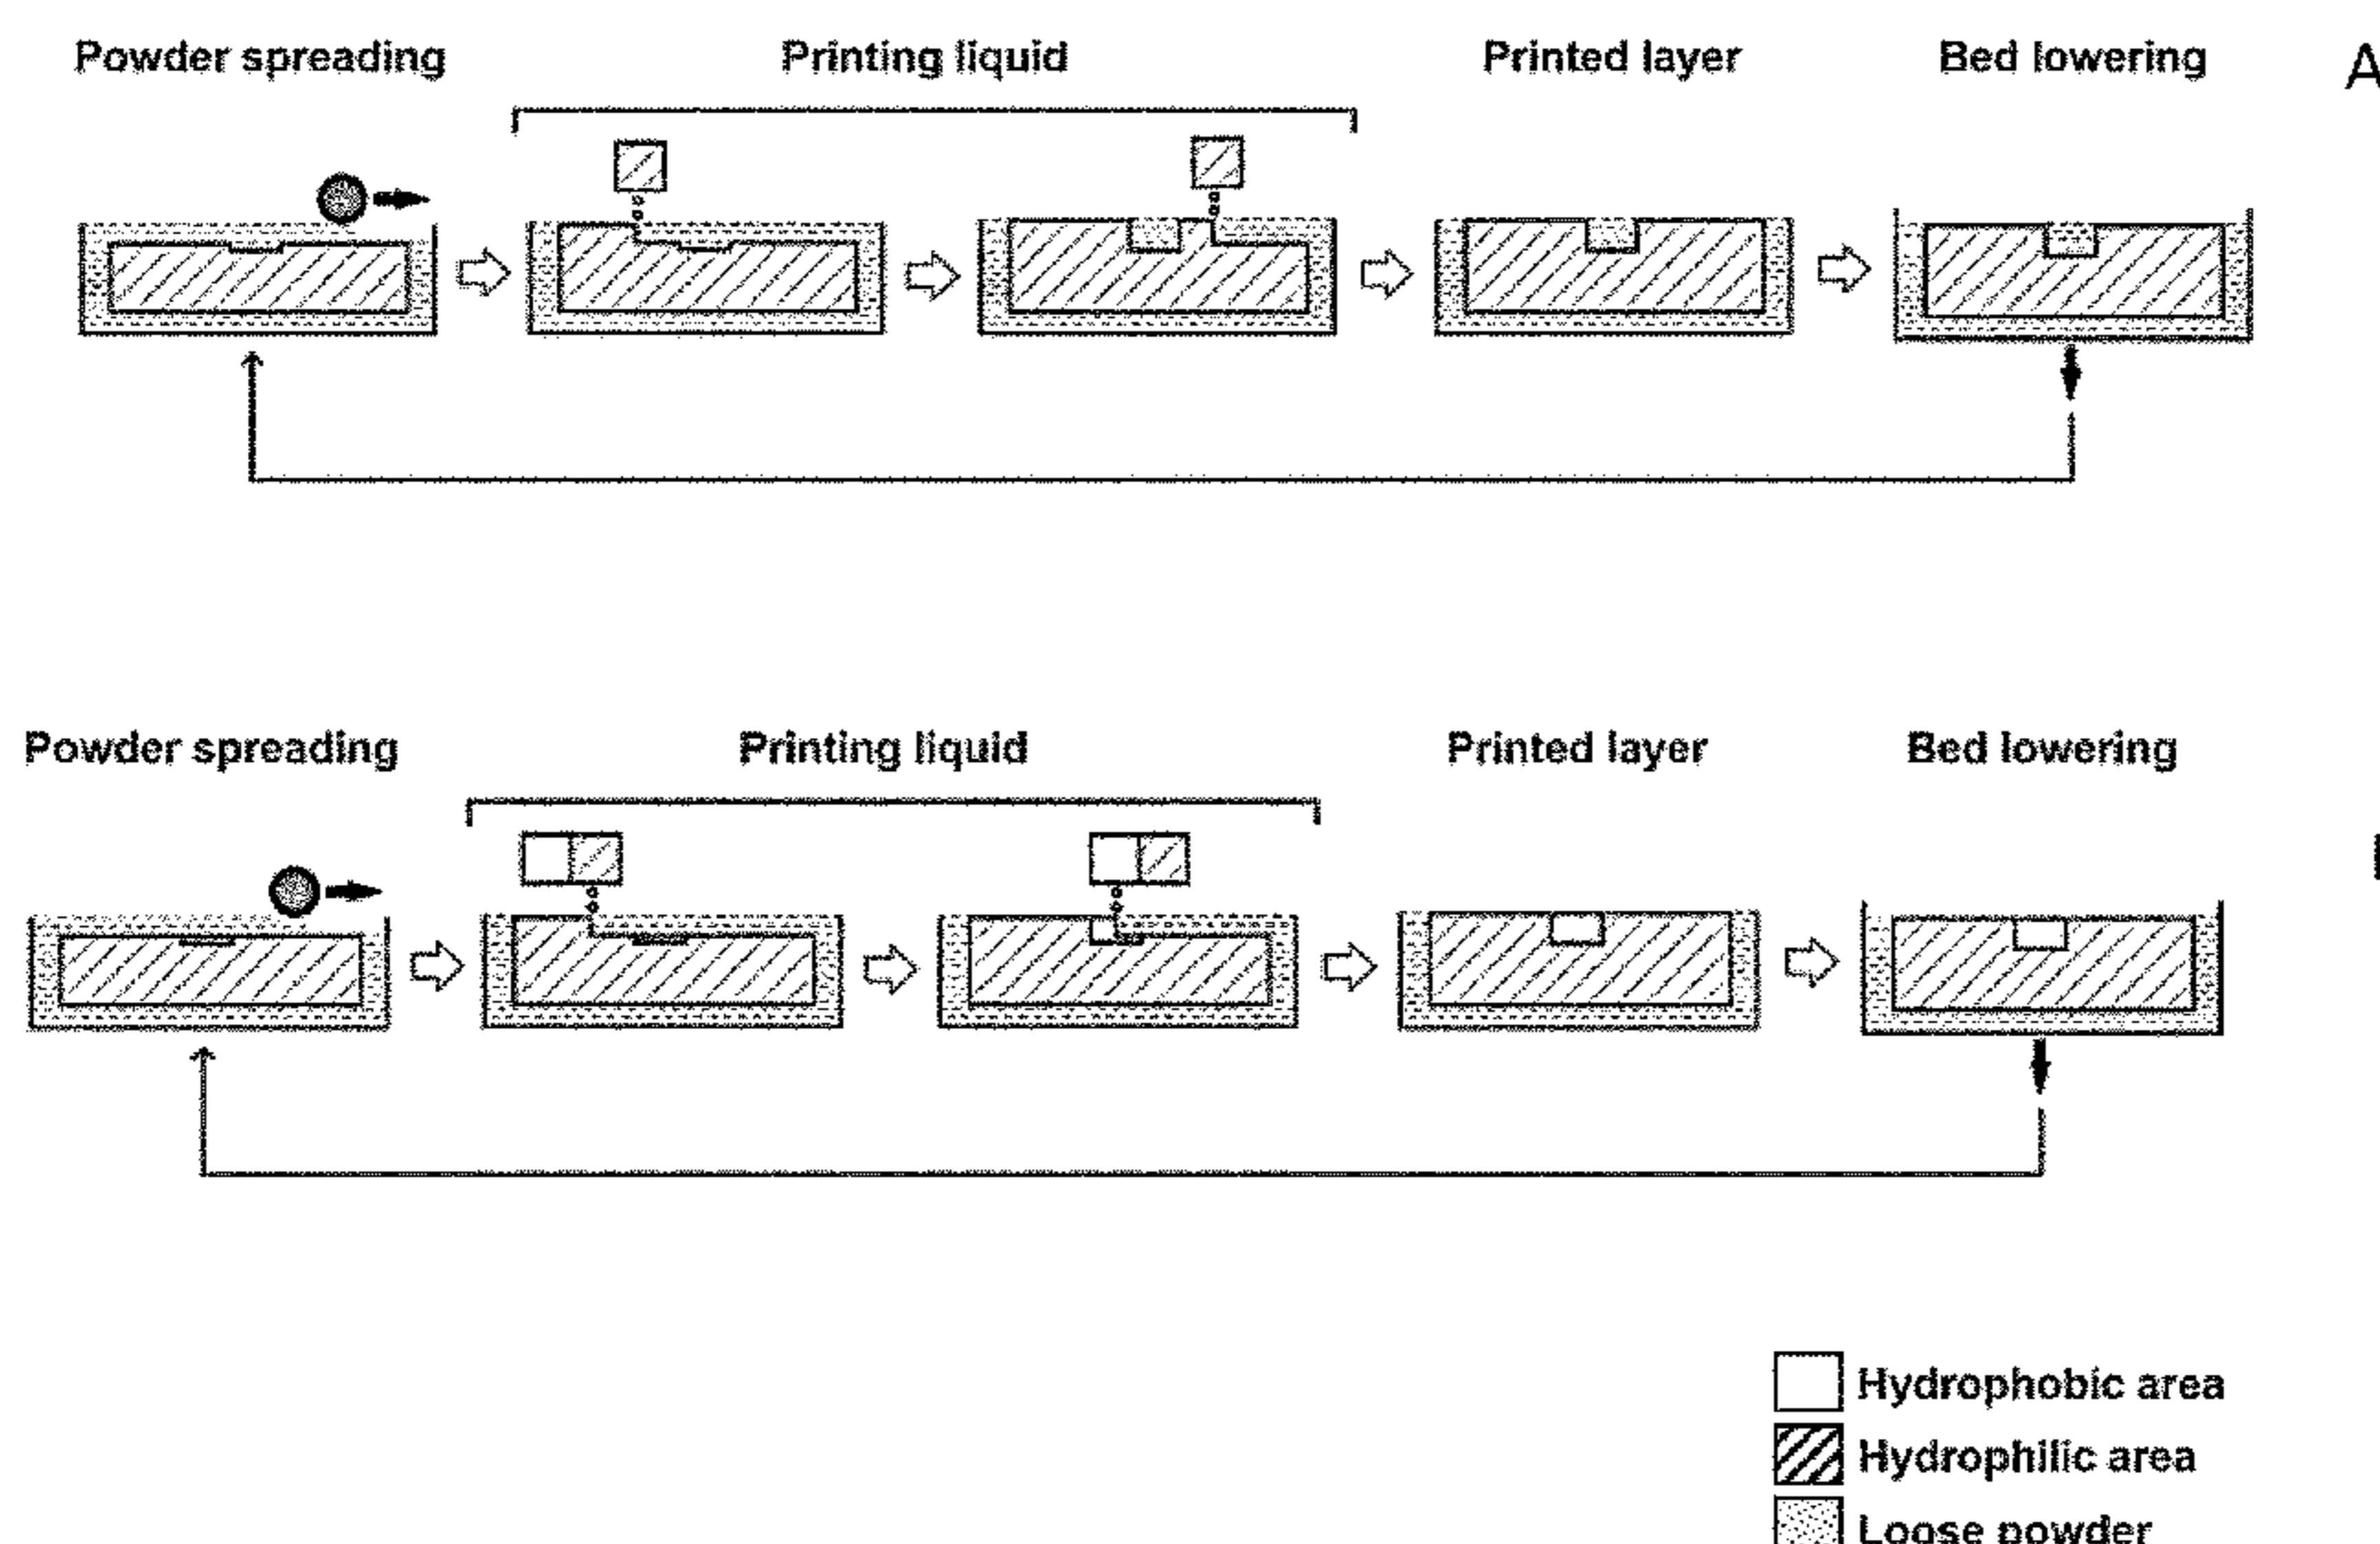 Powder spreading Printing liquid Printed layer Bed lowering A
Powder spreading Printing liquid Printed layer Bed lowering
Hydrophobic area
Hydrophilic area
Loose powder